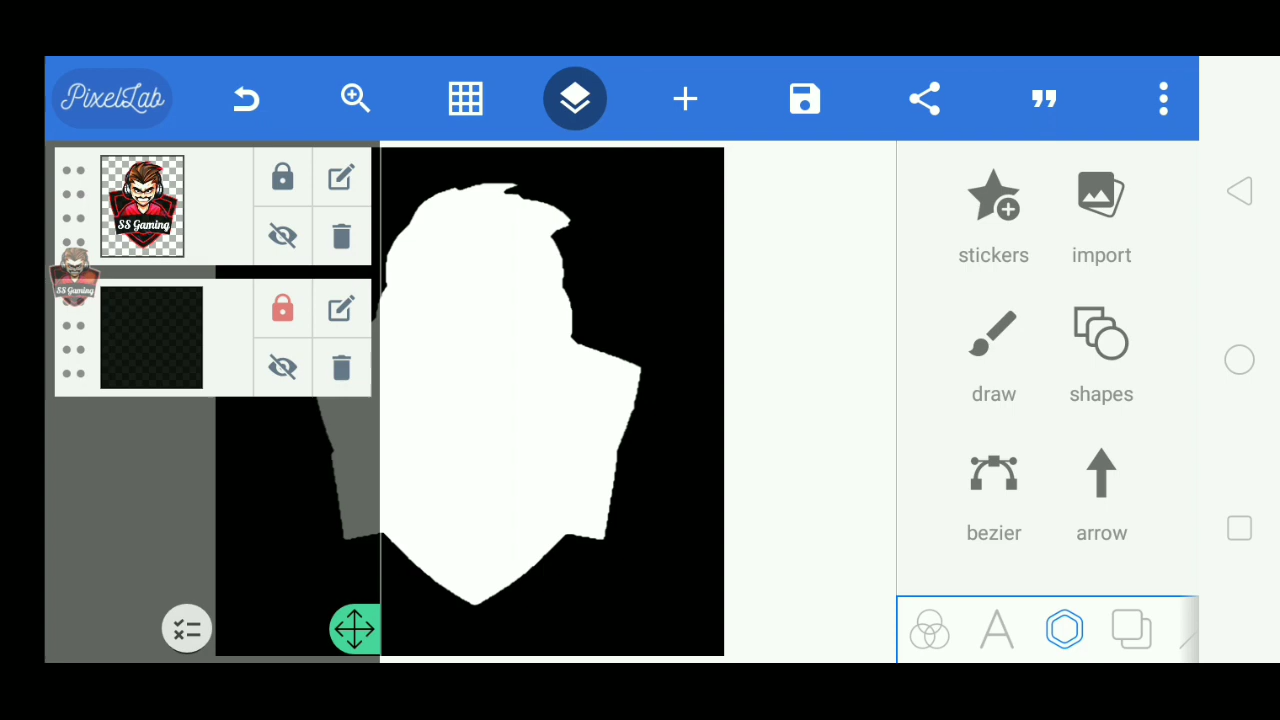 PixelLab
SS Gaming
SS Gaming
stickers
import
draw
shapes
bezier
arrow